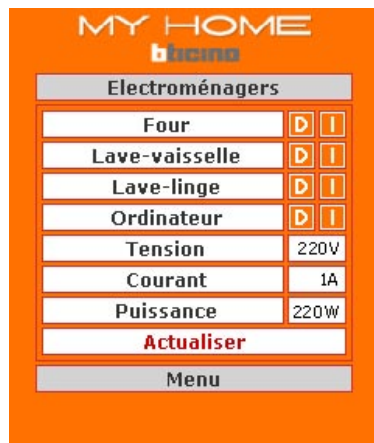 MY HOME
bticino
Electroménagers
Four D I
Lave-vaisselle D I
Lave-linge D I
Ordinateur D I
Tension 220V
Courant 1A
Puissance 220W
Actualiser
Menu